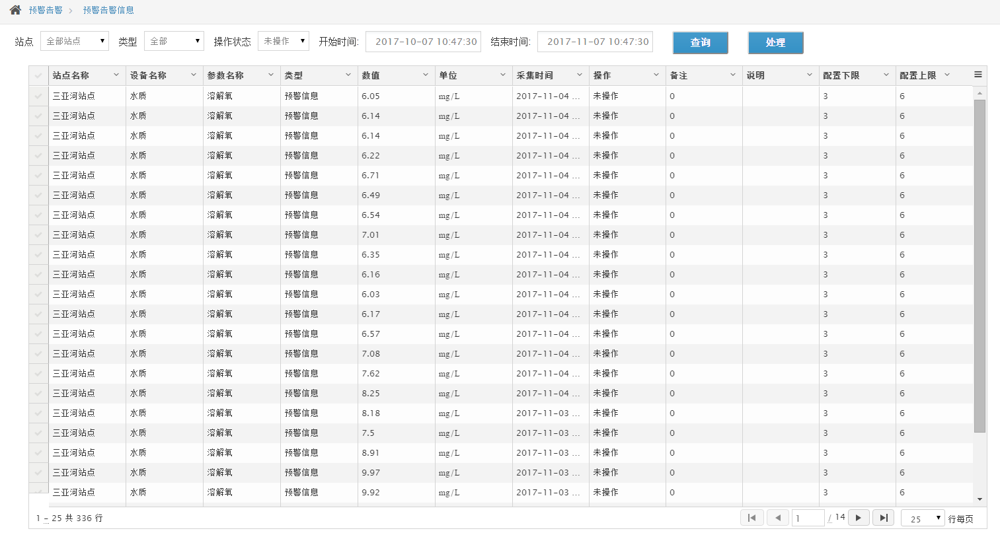 预警告警 > 预警告警信息
站点 全部站点 类型 全部 操作状态 未操作 开始时间: 2017-10-07 10:47:30 结束时间: 2017-11-07 10:47:30 查询 处理
站点名称 设备名称 参数名称 类型 数值 单位 采集时间 操作 备注 说明 配置下限 配置上限
三亚河站点 水质 溶解氧 预警信息 6.05 mg/L 2017-11-04 ... 未操作 0 3 6
三亚河站点 水质 溶解氧 预警信息 6.14 mg/L 2017-11-04 ... 未操作 0 3 6
三亚河站点 水质 溶解氧 预警信息 6.14 mg/L 2017-11-04 ... 未操作 0 3 6
三亚河站点 水质 溶解氧 预警信息 6.22 mg/L 2017-11-04 ... 未操作 0 3 6
三亚河站点 水质 溶解氧 预警信息 6.71 mg/L 2017-11-04 ... 未操作 0 3 6
三亚河站点 水质 溶解氧 预警信息 6.49 mg/L 2017-11-04 ... 未操作 0 3 6
三亚河站点 水质 溶解氧 预警信息 6.54 mg/L 2017-11-04 ... 未操作 0 3 6
三亚河站点 水质 溶解氧 预警信息 7.01 mg/L 2017-11-04 ... 未操作 0 3 6
三亚河站点 水质 溶解氧 预警信息 6.35 mg/L 2017-11-04 ... 未操作 0 3 6
三亚河站点 水质 溶解氧 预警信息 6.16 mg/L 2017-11-04 ... 未操作 0 3 6
三亚河站点 水质 溶解氧 预警信息 6.03 mg/L 2017-11-04 ... 未操作 0 3 6
三亚河站点 水质 溶解氧 预警信息 6.17 mg/L 2017-11-04 ... 未操作 0 3 6
三亚河站点 水质 溶解氧 预警信息 6.57 mg/L 2017-11-04 ... 未操作 0 3 6
三亚河站点 水质 溶解氧 预警信息 7.08 mg/L 2017-11-04 ... 未操作 0 3 6
三亚河站点 水质 溶解氧 预警信息 7.62 mg/L 2017-11-04 ... 未操作 0 3 6
三亚河站点 水质 溶解氧 预警信息 8.25 mg/L 2017-11-04 ... 未操作 0 3 6
三亚河站点 水质 溶解氧 预警信息 8.18 mg/L 2017-11-03 ... 未操作 0 3 6
三亚河站点 水质 溶解氧 预警信息 7.5 mg/L 2017-11-03 ... 未操作 0 3 6
三亚河站点 水质 溶解氧 预警信息 8.91 mg/L 2017-11-03 ... 未操作 0 3 6
三亚河站点 水质 溶解氧 预警信息 9.97 mg/L 2017-11-03 ... 未操作 0 3 6
三亚河站点 水质 溶解氧 预警信息 9.92 mg/L 2017-11-03 ... 未操作 0 3 6
1 - 25 共 336 行 1 / 14 25 行每页